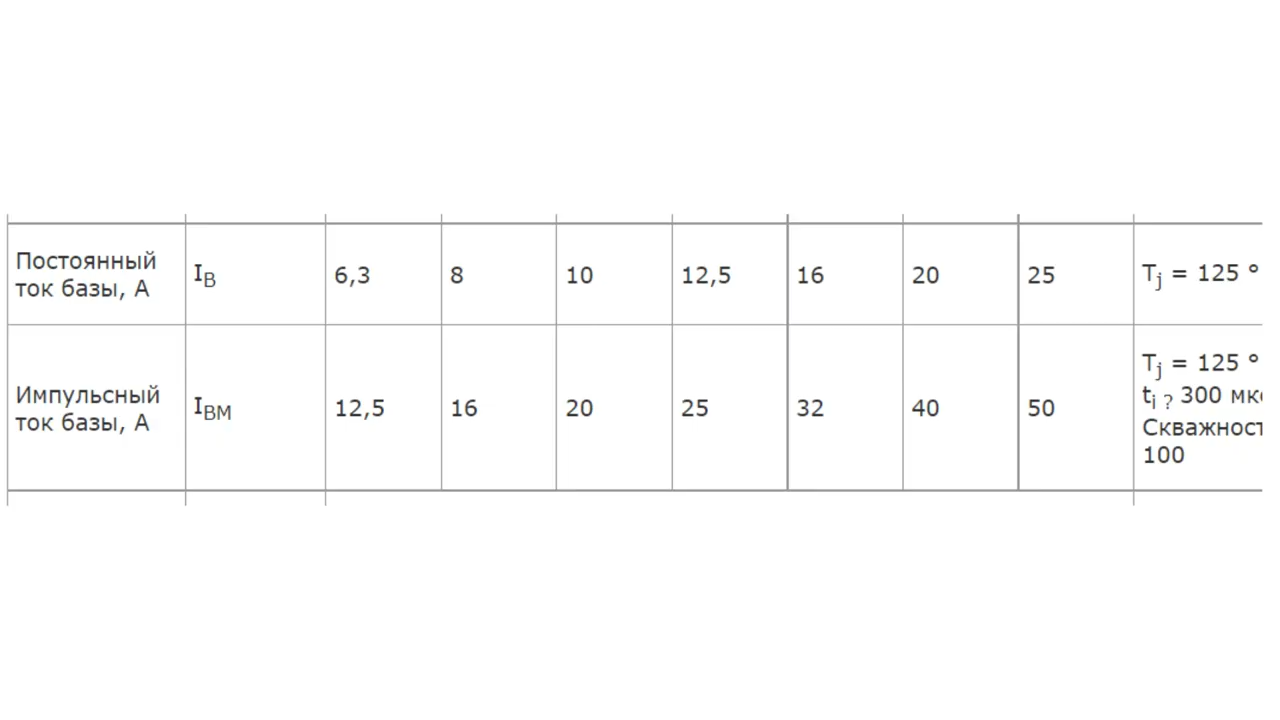 Постоянный
ток базы, А
IB
6,3
8
10
12,5
16
20
25
Tj = 125 °
Импульсный
ток базы, А
IBM
12,5
16
20
25
32
40
50
Tj = 125 °
ti ? 300
Скважност
100